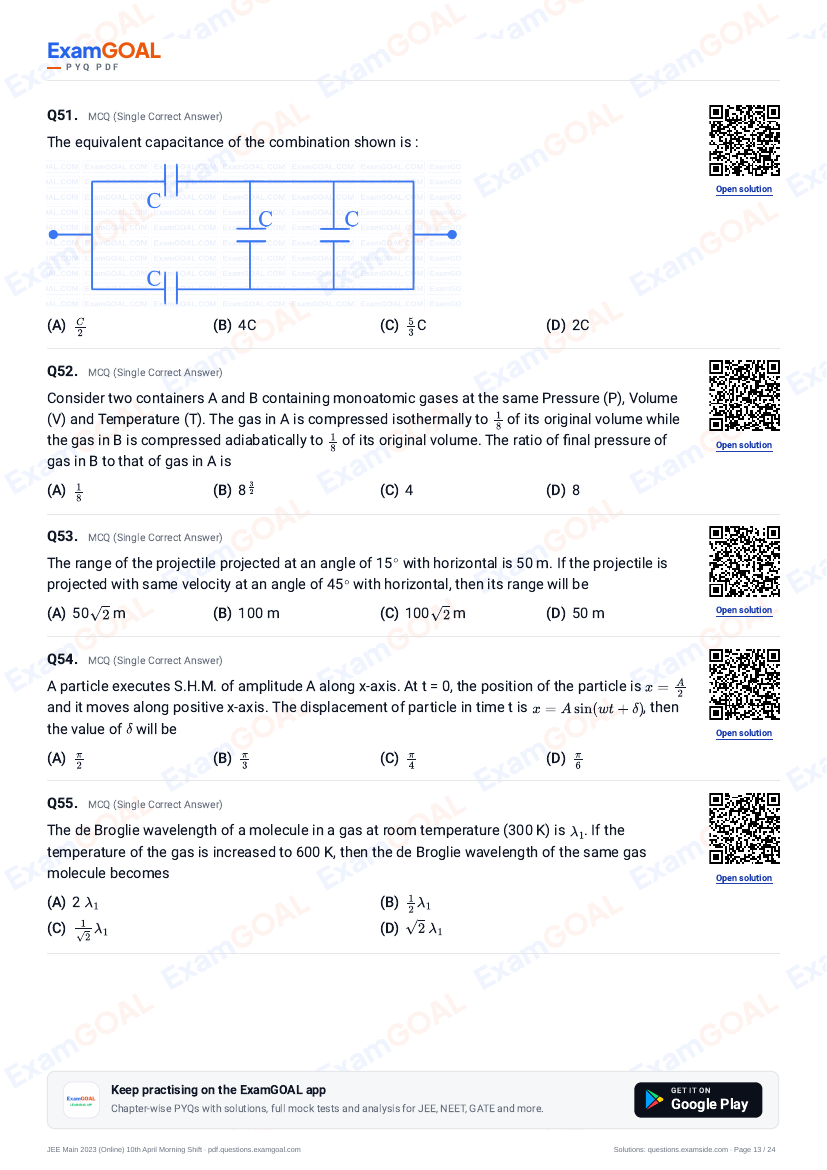 ExamGOAL
PYQ PDF
Q51. MCQ (Single Correct Answer)
The equivalent capacitance of the combination shown is :
C
C
C
C
(A) C/2 (B) 4C (C) 5/3 C (D) 2C
Open solution
Q52. MCQ (Single Correct Answer)
Consider two containers A and B containing monoatomic gases at the same Pressure (P), Volume
(V) and Temperature (T). The gas in A is compressed isothermally to 1/8 of its original volume while
the gas in B is compressed adiabatically to 1/8 of its original volume. The ratio of final pressure of
gas in B to that of gas in A is
(A) 1/8 (B) 8^(3/2) (C) 4 (D) 8
Open solution
Q53. MCQ (Single Correct Answer)
The range of the projectile projected at an angle of 15° with horizontal is 50 m. If the projectile is
projected with same velocity at an angle of 45° with horizontal, then its range will be
(A) 50√2 m (B) 100 m (C) 100√2 m (D) 50 m
Open solution
Q54. MCQ (Single Correct Answer)
A particle executes S.H.M. of amplitude A along x-axis. At t = 0, the position of the particle is x = A/2
and it moves along positive x-axis. The displacement of particle in time t is x = A sin(wt + δ), then
the value of δ will be
(A) π/2 (B) π/3 (C) π/4 (D) π/6
Open solution
Q55. MCQ (Single Correct Answer)
The de Broglie wavelength of a molecule in a gas at room temperature (300 K) is λ₁. If the
temperature of the gas is increased to 600 K, then the de Broglie wavelength of the same gas
molecule becomes
(A) 2 λ₁ (B) 1/2 λ₁
(C) 1/√2 λ₁ (D) √2 λ₁
Open solution
Keep practising on the ExamGOAL app
Chapter-wise PYQs with solutions, full mock tests and analysis for JEE, NEET, GATE and more.
GET IT ON
Google Play
JEE Main 2023 (Online) 10th April Morning Shift · pdf.questions.examgoal.com
Solutions: questions.examside.com · Page 13 / 24